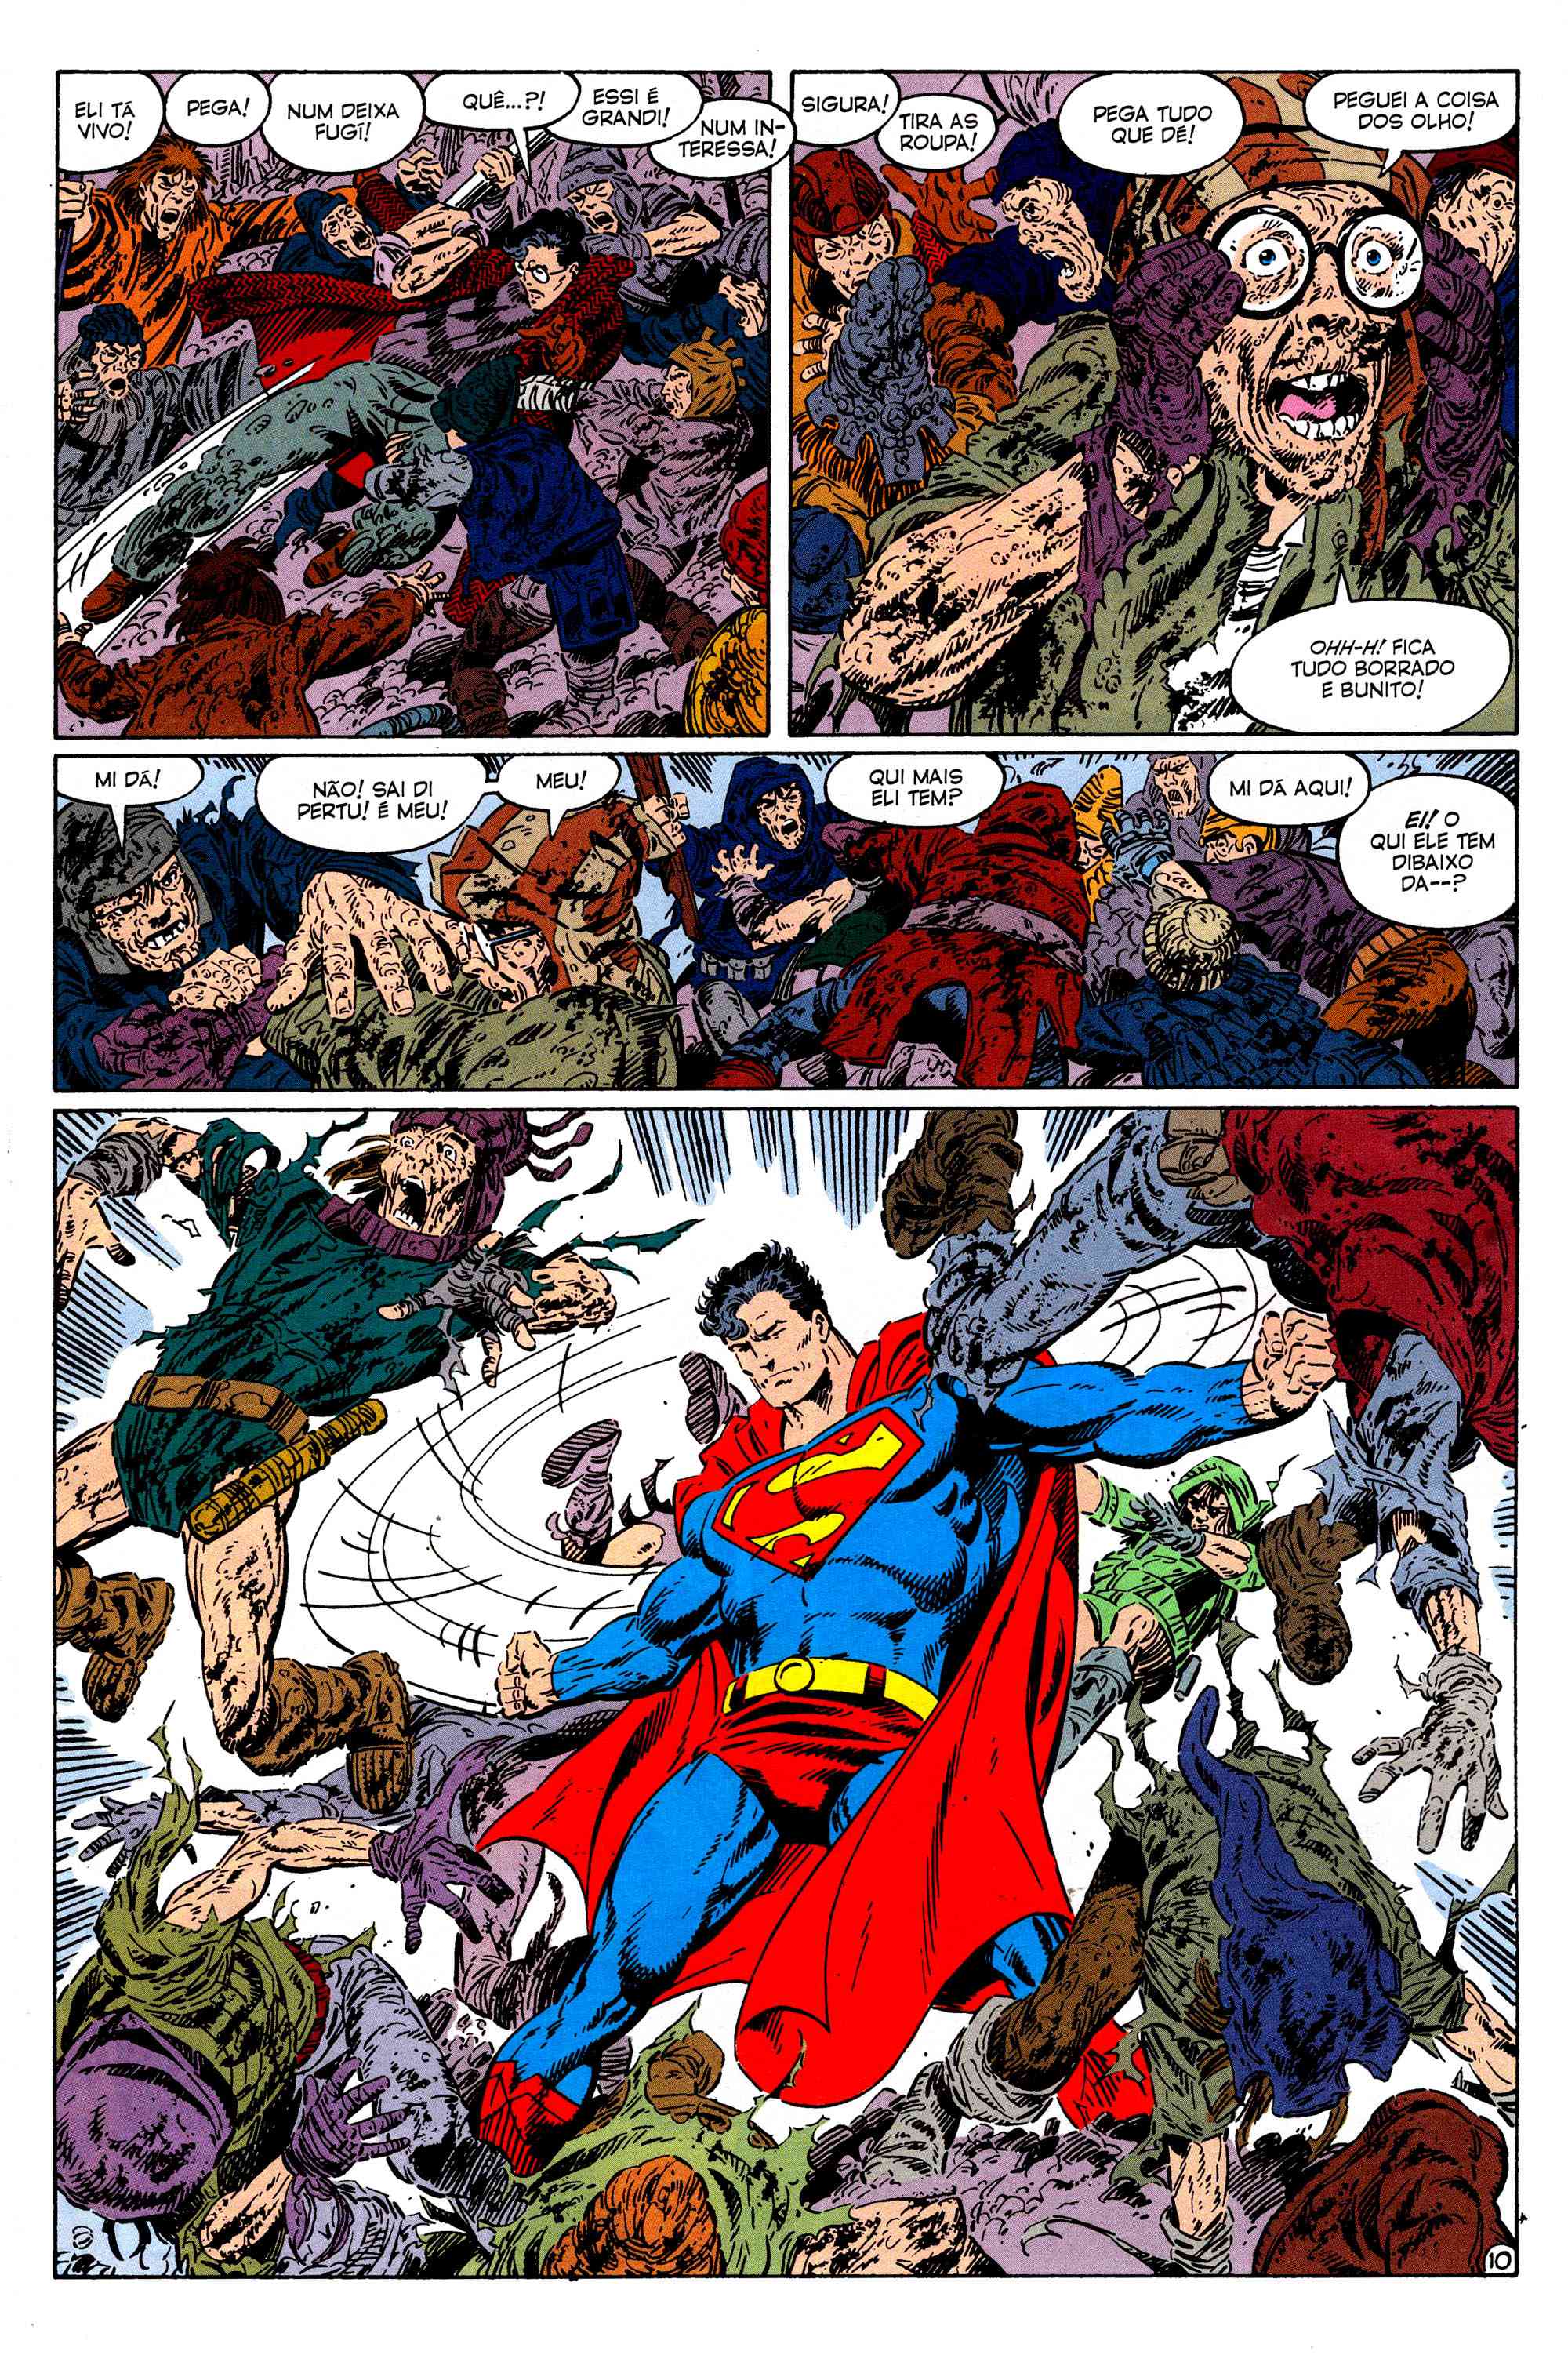 ELI TÁ
VIVO!
PEGA!
NUM DEIXA
FUGÍ!
QUÊ...?!
ESSI É
GRANDI!
NUM IN-
TERESSA!
SIGURA!
TIRA AS
ROUPA!
PEGA TUDO
QUE DÉ!
PEGUEI A COISA
DOS OLHO!
OHH-H! FICA
TUDO BORRADO
E BUNITO!
MI DÁ!
NÃO! SAI DI
PERTU! É MEU!
MEU!
QUI MAIS
ELI TEM?
MI DÁ AQUI!
EI! O
QUI ELE TEM
DIBAIXO
DA--?
S
10